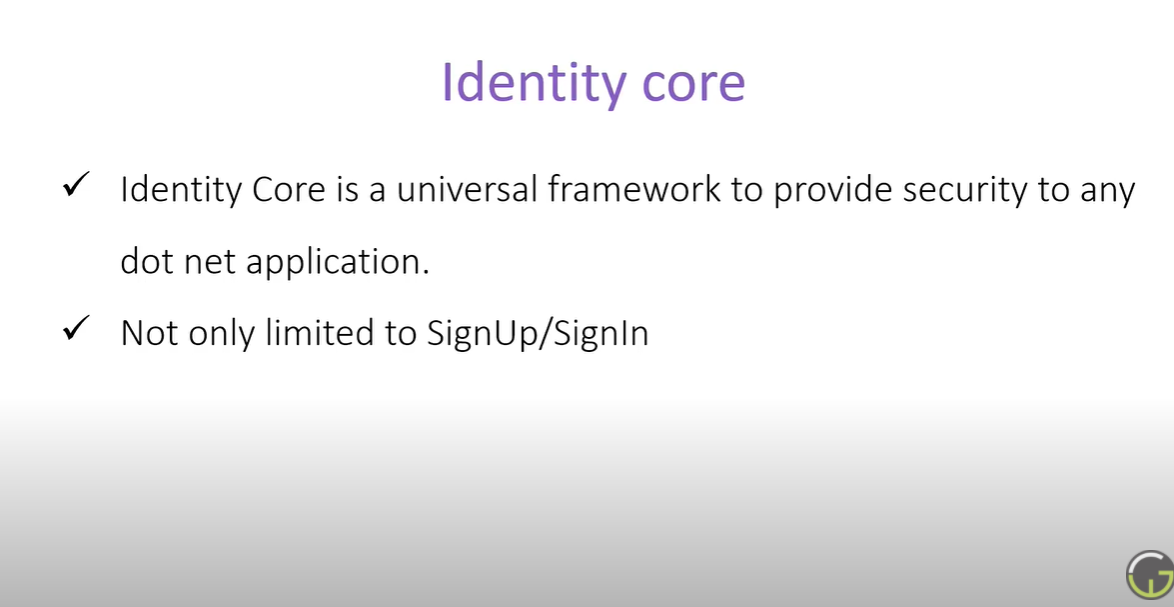 Identity core
✓ Identity Core is a universal framework to provide security to any
dot net application.
✓ Not only limited to SignUp/SignIn